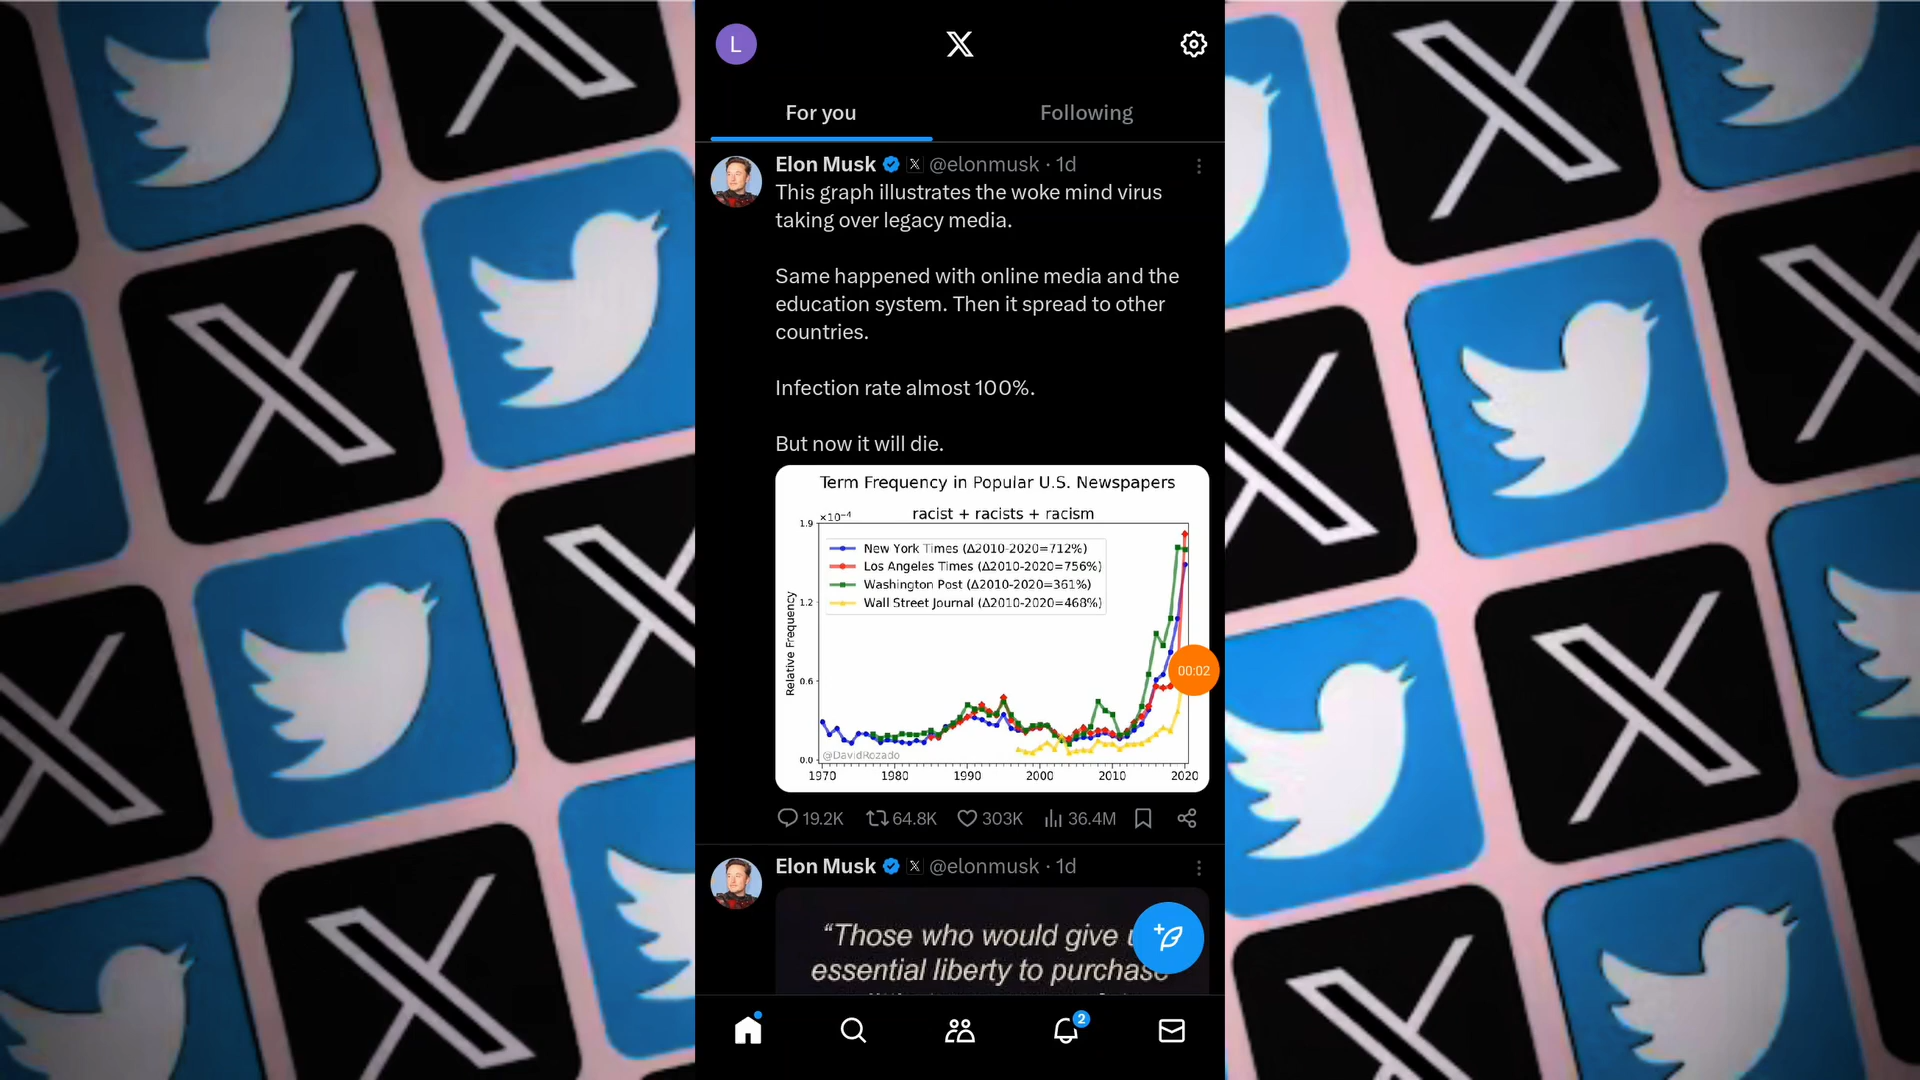 L
For you
Following
Elon Musk @elonmusk · 1d
This graph illustrates the woke mind virus
taking over legacy media.
Same happened with online media and the
education system. Then it spread to other
countries.
Infection rate almost 100%.
But now it will die.
Term Frequency in Popular U.S. Newspapers
racist + racists + racism
×10⁻⁴
1.9
1.2
0.6
0.0
Relative Frequency
New York Times (Δ2010-2020=712%)
Los Angeles Times (Δ2010-2020=756%)
Washington Post (Δ2010-2020=361%)
Wall Street Journal (Δ2010-2020=468%)
00:02
@DavidRozado
1970 1980 1990 2000 2010 2020
19.2K 64.8K 303K 36.4M
Elon Musk @elonmusk · 1d
“Those who would give
essential liberty to purchase
2